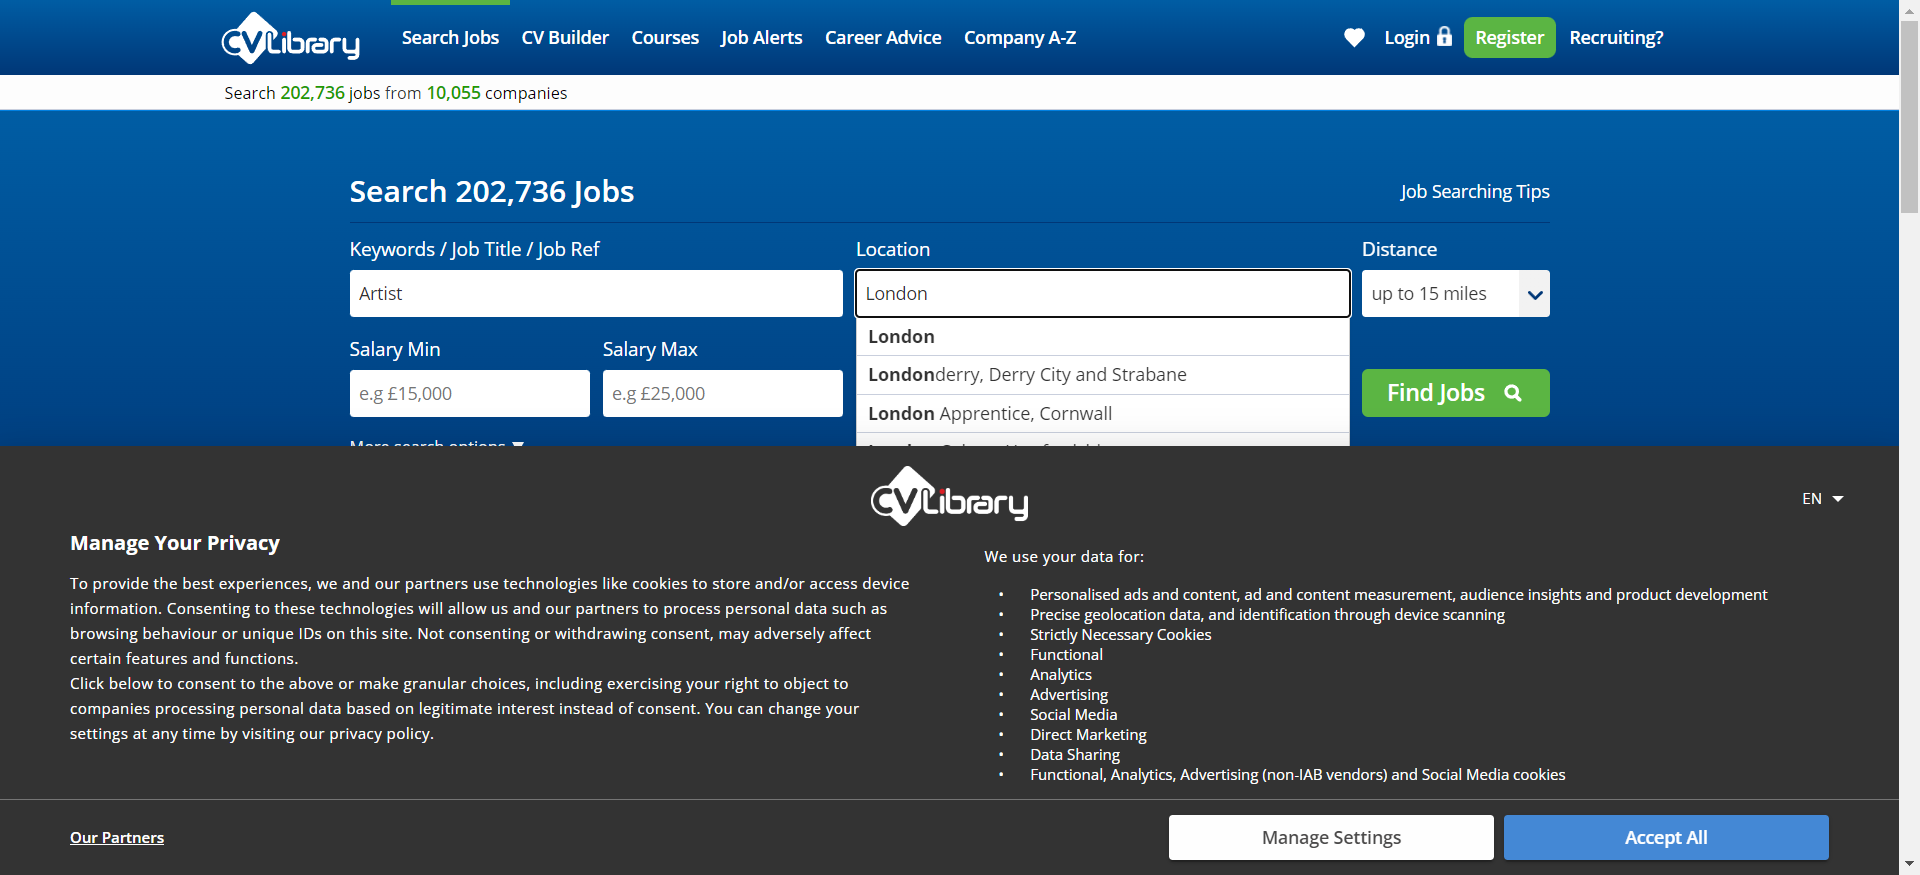 CVLibrary
Search Jobs CV Builder Courses Job Alerts Career Advice Company A-Z Login Register Recruiting?
Search 202,736 jobs from 10,055 companies
Search 202,736 Jobs
Job Searching Tips
Keywords / Job Title / Job Ref Location Distance
Artist London up to 15 miles
London
Salary Min Salary Max
Londonderry, Derry City and Strabane
e.g £15,000 e.g £25,000 Find Jobs
London Apprentice, Cornwall
More search options
CVLibrary
EN
Manage Your Privacy
To provide the best experiences, we and our partners use technologies like cookies to store and/or access device
information. Consenting to these technologies will allow us and our partners to process personal data such as
browsing behaviour or unique IDs on this site. Not consenting or withdrawing consent, may adversely affect
certain features and functions.
Click below to consent to the above or make granular choices, including exercising your right to object to
companies processing personal data based on legitimate interest instead of consent. You can change your
settings at any time by visiting our privacy policy.
We use your data for:
• Personalised ads and content, ad and content measurement, audience insights and product development
• Precise geolocation data, and identification through device scanning
• Strictly Necessary Cookies
• Functional
• Analytics
• Advertising
• Social Media
• Direct Marketing
• Data Sharing
• Functional, Analytics, Advertising (non-IAB vendors) and Social Media cookies
Our Partners
Manage Settings
Accept All